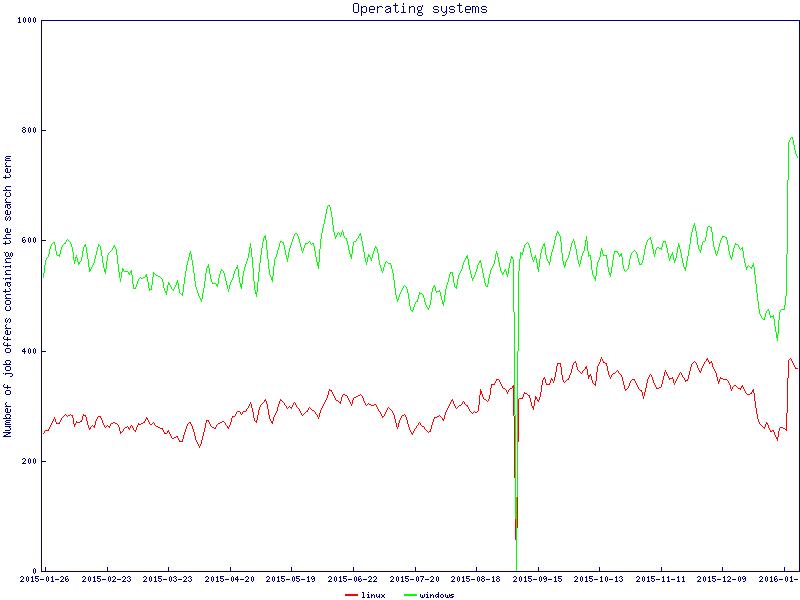 Operating systems
Number of job offers containing the search term
1000
800
600
400
200
0
2015-01-26 2015-02-23 2015-03-23 2015-04-20 2015-05-19 2015-06-22 2015-07-20 2015-08-18 2015-09-15 2015-10-13 2015-11-11 2015-12-09 2016-01-
linux windows